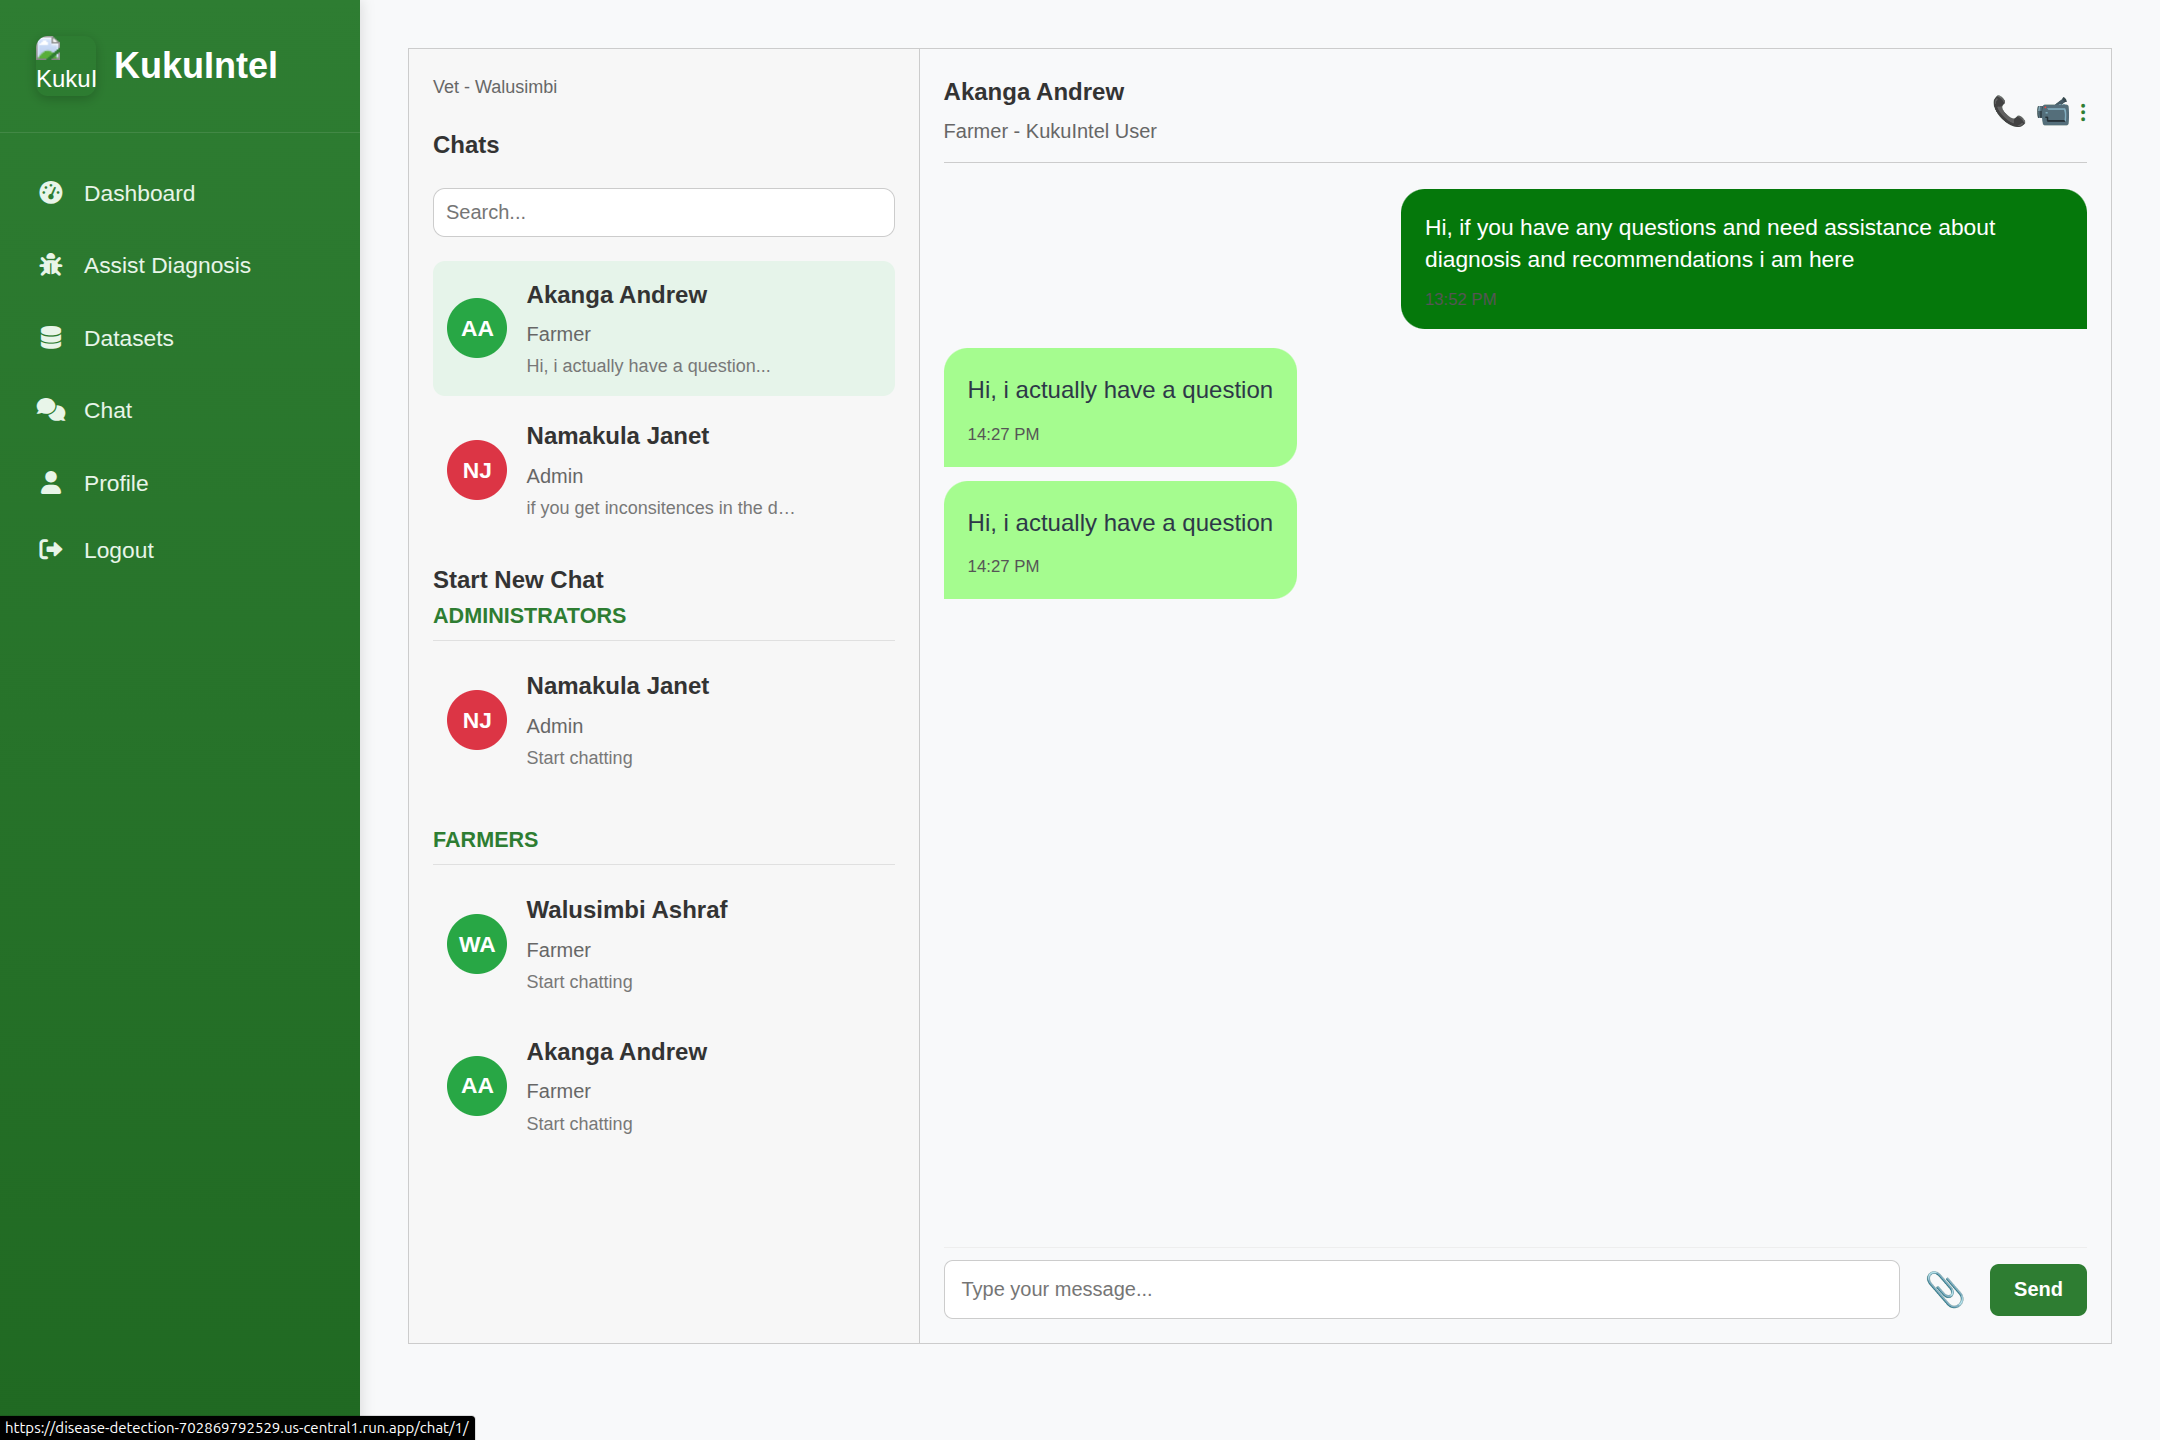 Kukul
KukuIntel
Dashboard
Assist Diagnosis
Datasets
Chat
Profile
Logout
Vet - Walusimbi
Chats
Search...
AA
Akanga Andrew
Farmer
Hi, i actually have a question...
NJ
Namakula Janet
Admin
if you get inconsitences in the d…
Start New Chat
ADMINISTRATORS
NJ
Namakula Janet
Admin
Start chatting
FARMERS
WA
Walusimbi Ashraf
Farmer
Start chatting
AA
Akanga Andrew
Farmer
Start chatting
Akanga Andrew
Farmer - KukuIntel User
Hi, if you have any questions and need assistance about
diagnosis and recommendations i am here
13:52 PM
Hi, i actually have a question
14:27 PM
Hi, i actually have a question
14:27 PM
Type your message...
Send
https://disease-detection-702869792529.us-central1.run.app/chat/1/